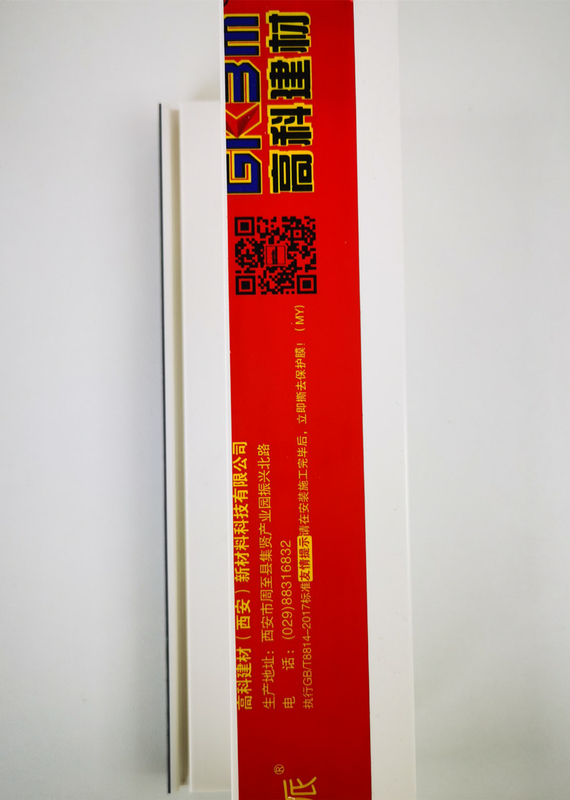 GKBM
高科建材
高科建材（西安）新材料科技有限公司
生产地址：西安市周至县集贤产业园振兴北路
电 话：(029)88316832
执行GB/T8814-2017标准友情提示请在安装施工完毕后，立即撕去保护膜！（MY）
派®